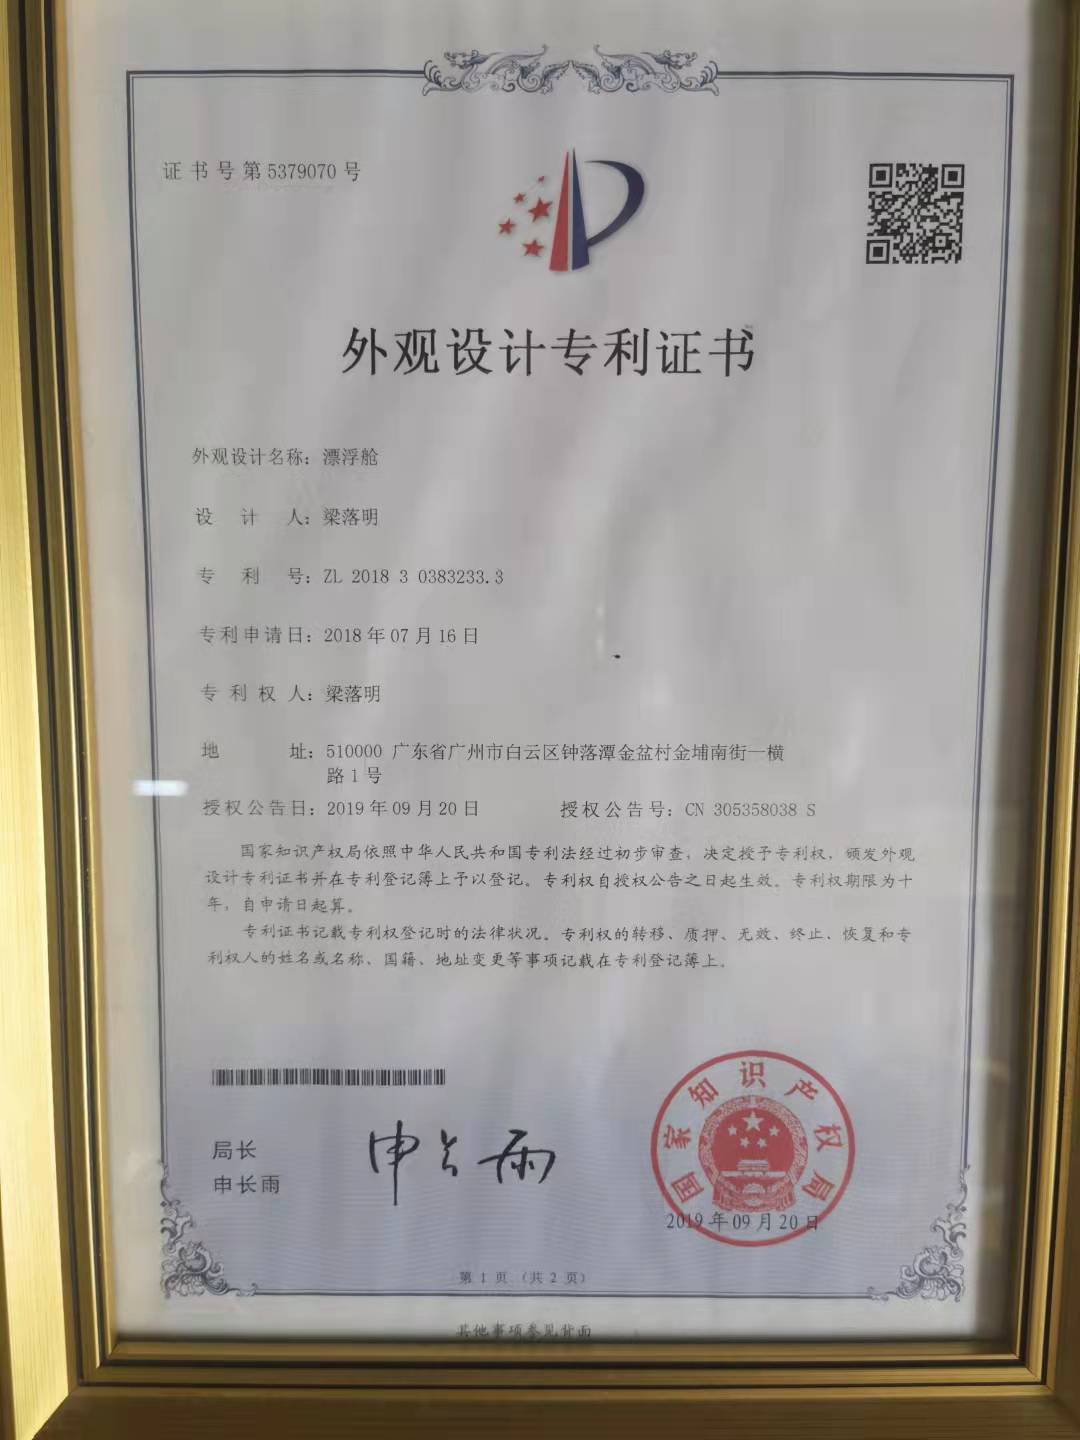 证书号第5379070号
外观设计专利证书
外观设计名称：漂浮舱
设计人：梁落明
专利号：ZL 2018 3 0383233.3
专利申请日：2018年07月16日
专利权人：梁落明
地址：510000 广东省广州市白云区钟落潭金盆村金埔南街一横
路1号
授权公告日：2019年09月20日 授权公告号：CN 305358038 S
国家知识产权局依照中华人民共和国专利法经过初步审查，决定授予专利权，颁发外观
设计专利证书并在专利登记簿上予以登记。专利权自授权公告之日起生效。专利权期限为十
年，自申请日起算。
专利证书记载专利权登记时的法律状况。专利权的转移、质押、无效、终止、恢复和专
利权人的姓名或名称、国籍、地址变更等事项记载在专利登记簿上。
局长
申长雨
申长雨
国家知识产权局
2019年09月20日
第1页（共2页）
其他事项参见背面